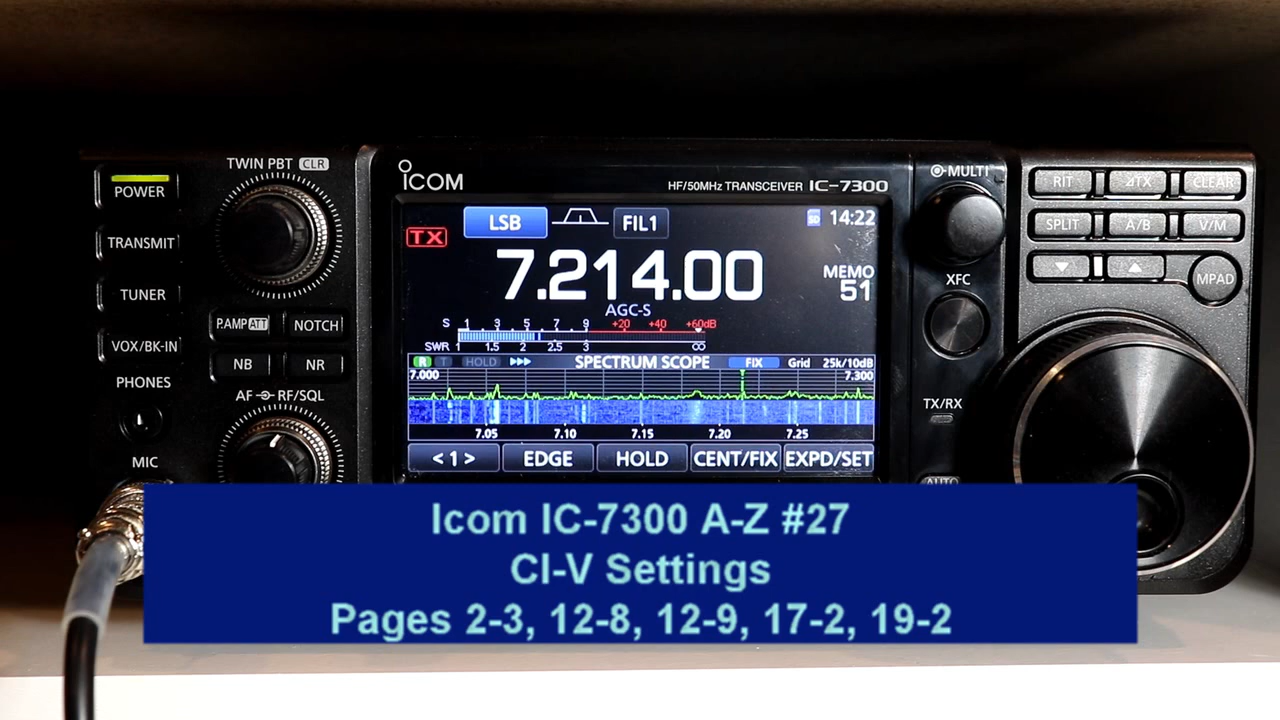 TWIN PBT CLR
POWER
TRANSMIT
TUNER
VOX/BK-IN
P.AMP ATT
NOTCH
NB
NR
PHONES
AF RF/SQL
MIC
ICOM
HF/50MHz TRANSCEIVER IC-7300
TX
LSB
FIL1
SD
14:22
7.214.00
MEMO
51
AGC-S
S 1 3 5 7 9 +20 +40 +60dB
SWR 1 1.5 2 2.5 3 ∞
R T HOLD SPECTRUM SCOPE FIX Grid 25k/10dB
7.000 7.300
7.05 7.10 7.15 7.20 7.25
<1> EDGE HOLD CENT/FIX EXPD/SET
MULTI
XFC
TX/RX
AUTO
RIT ΔTX CLEAR
SPLIT A/B V/M
MPAD
Icom IC-7300 A-Z #27
CI-V Settings
Pages 2-3, 12-8, 12-9, 17-2, 19-2